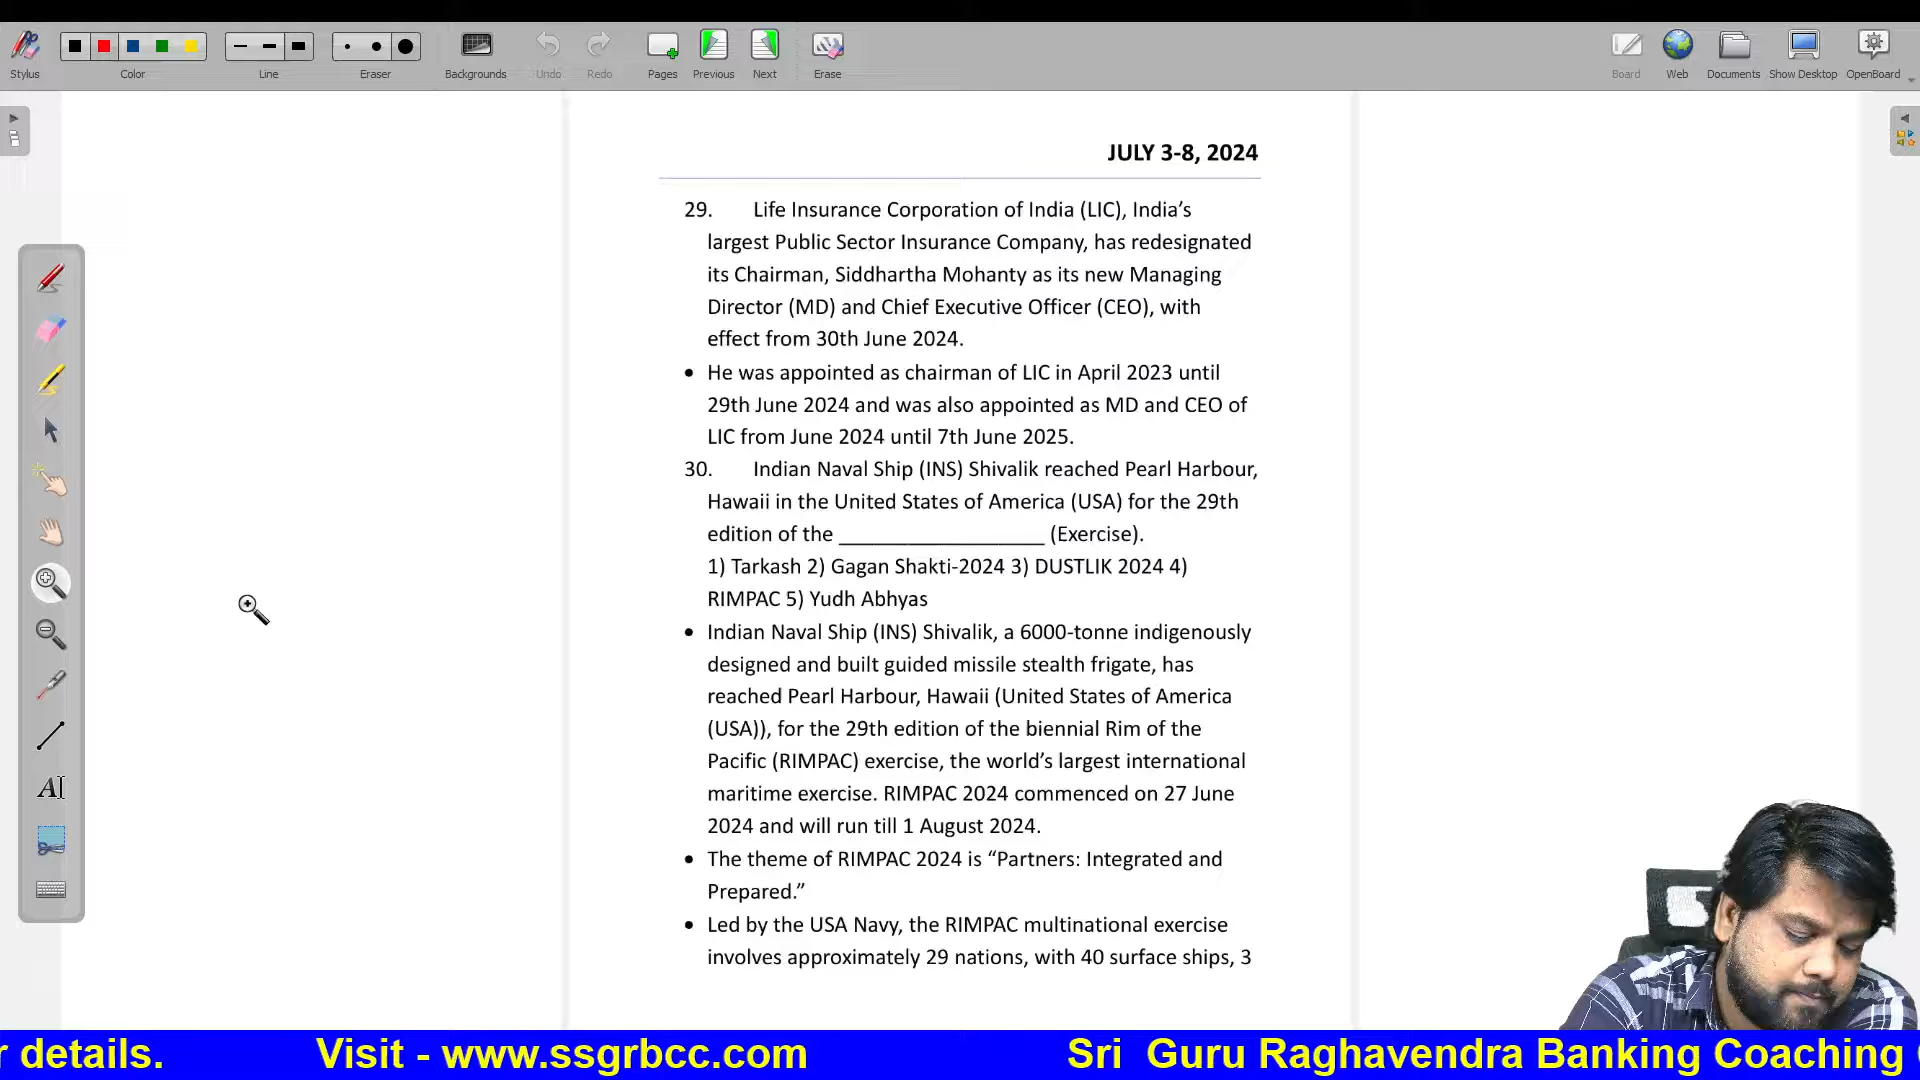 Stylus
Color
Line
Eraser
Backgrounds
Undo
Redo
Pages
Previous
Next
Erase
Board
Web
Documents
Show Desktop
OpenBoard
JULY 3-8, 2024
29. Life Insurance Corporation of India (LIC), India’s
largest Public Sector Insurance Company, has redesignated
its Chairman, Siddhartha Mohanty as its new Managing
Director (MD) and Chief Executive Officer (CEO), with
effect from 30th June 2024.
• He was appointed as chairman of LIC in April 2023 until
29th June 2024 and was also appointed as MD and CEO of
LIC from June 2024 until 7th June 2025.
30. Indian Naval Ship (INS) Shivalik reached Pearl Harbour,
Hawaii in the United States of America (USA) for the 29th
edition of the __________________ (Exercise).
1) Tarkash 2) Gagan Shakti-2024 3) DUSTLIK 2024 4)
RIMPAC 5) Yudh Abhyas
• Indian Naval Ship (INS) Shivalik, a 6000-tonne indigenously
designed and built guided missile stealth frigate, has
reached Pearl Harbour, Hawaii (United States of America
(USA)), for the 29th edition of the biennial Rim of the
Pacific (RIMPAC) exercise, the world’s largest international
maritime exercise. RIMPAC 2024 commenced on 27 June
2024 and will run till 1 August 2024.
• The theme of RIMPAC 2024 is “Partners: Integrated and
Prepared.”
• Led by the USA Navy, the RIMPAC multinational exercise
involves approximately 29 nations, with 40 surface ships, 3
r details. Visit - www.ssgrbcc.com Sri Guru Raghavendra Banking Coaching